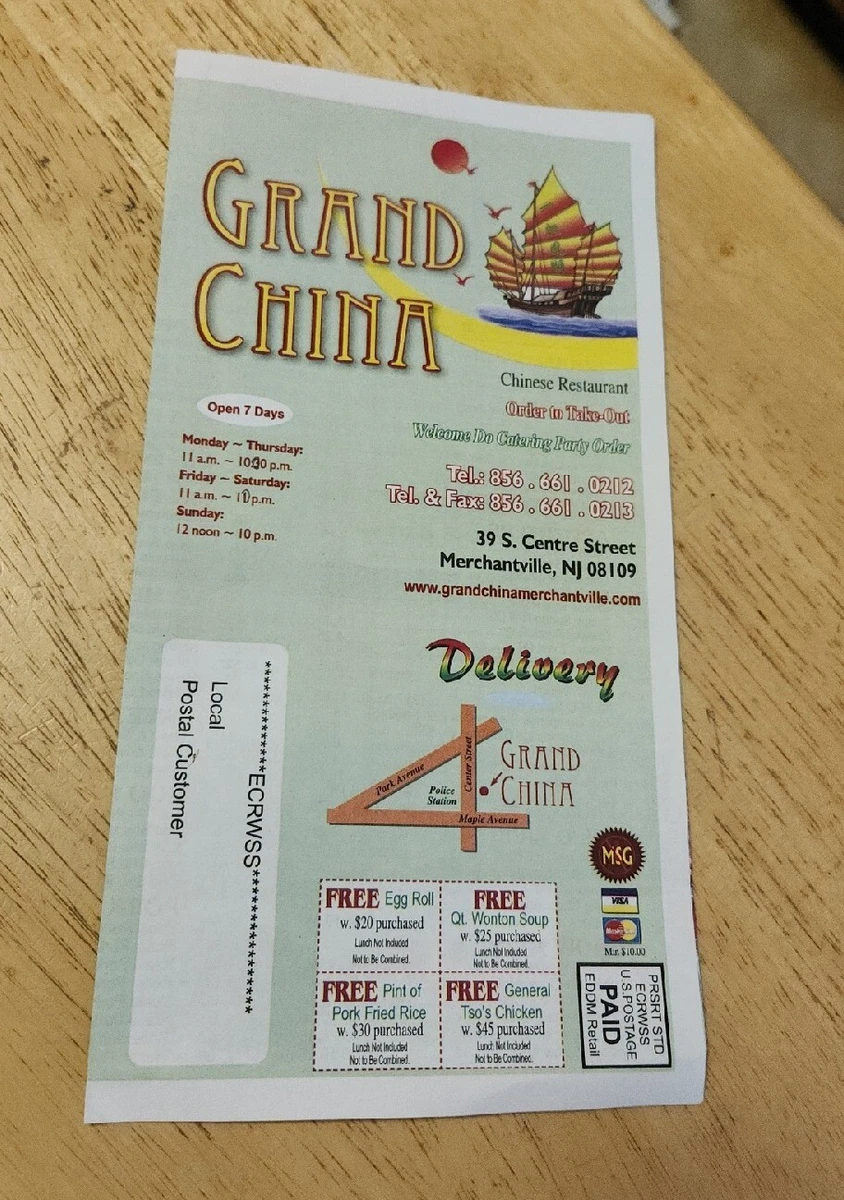 GRAND
CHINA
Chinese Restaurant
Order to Take-Out
Welcome Do Catering Party Order
Open 7 Days
Monday ~ Thursday:
11 a.m. ~ 10:00 p.m.
Friday ~ Saturday:
11 a.m. ~ p.m.
Sunday:
12 noon ~ 10 p.m.
Tel.: 856 . 661 . 0212
Tel. & Fax: 856 . 661 . 0213
39 S. Centre Street
Merchantville, NJ 08109
www.grandchinamerchantville.com
***************ECRWSS*****************
Local
Postal Customer
Delivery
Park Avenue
Center Street
Police
Station
Maple Avenue
GRAND
CHINA
MSG
VISA
MasterCard
Min. $10.00
FREE Egg Roll
w. $20 purchased
Lunch Not Included
Not to Be Combined.
FREE
Qt. Wonton Soup
w. $25 purchased
Lunch Not Included
Not to Be Combined.
FREE Pint of
Pork Fried Rice
w. $30 purchased
Lunch Not Included
Not to Be Combined.
FREE General
Tso's Chicken
w. $45 purchased
Lunch Not Included
Not to Be Combined.
PRSRT STD
ECRWSS
U.S.POSTAGE
PAID
EDDM Retail